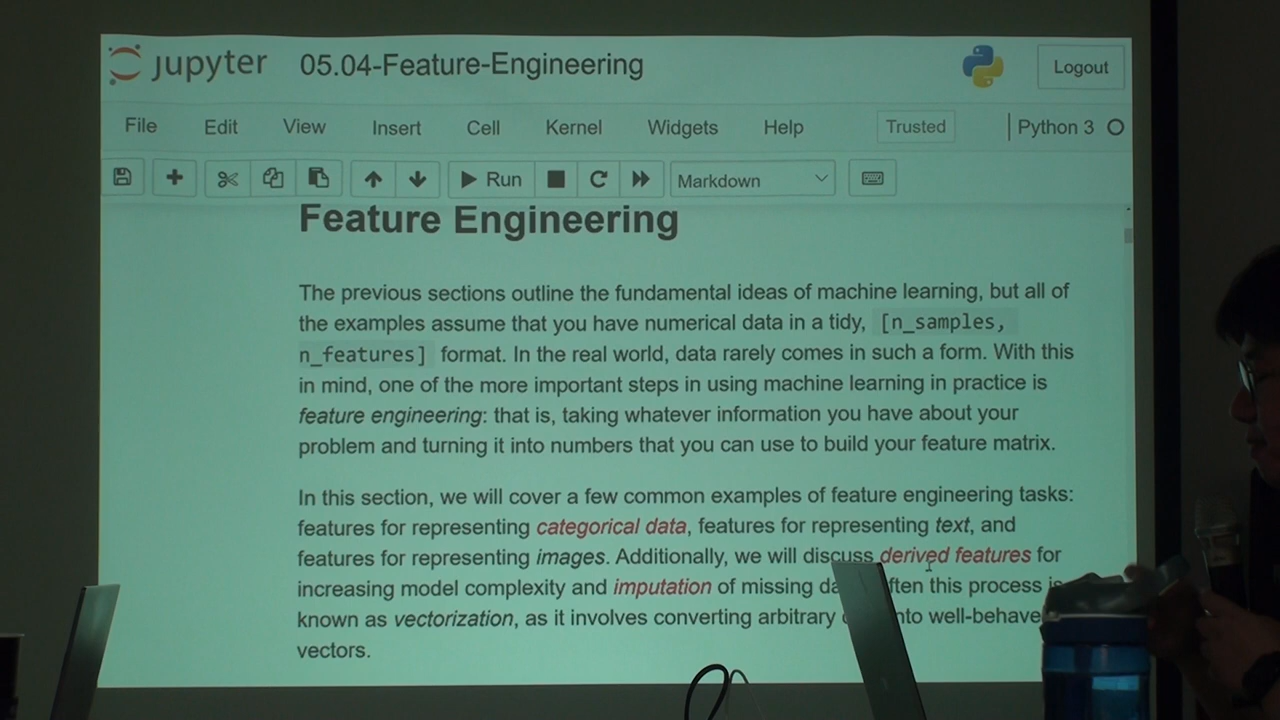 jupyter 05.04-Feature-Engineering Logout
File Edit View Insert Cell Kernel Widgets Help Trusted Python 3
Run Markdown
Feature Engineering
The previous sections outline the fundamental ideas of machine learning, but all of
the examples assume that you have numerical data in a tidy, [n_samples,
n_features] format. In the real world, data rarely comes in such a form. With this
in mind, one of the more important steps in using machine learning in practice is
feature engineering: that is, taking whatever information you have about your
problem and turning it into numbers that you can use to build your feature matrix.
In this section, we will cover a few common examples of feature engineering tasks:
features for representing categorical data, features for representing text, and
features for representing images. Additionally, we will discuss derived features for
increasing model complexity and imputation of missing this process is
known as vectorization, as it involves converting arbitrary well-behave
vectors.